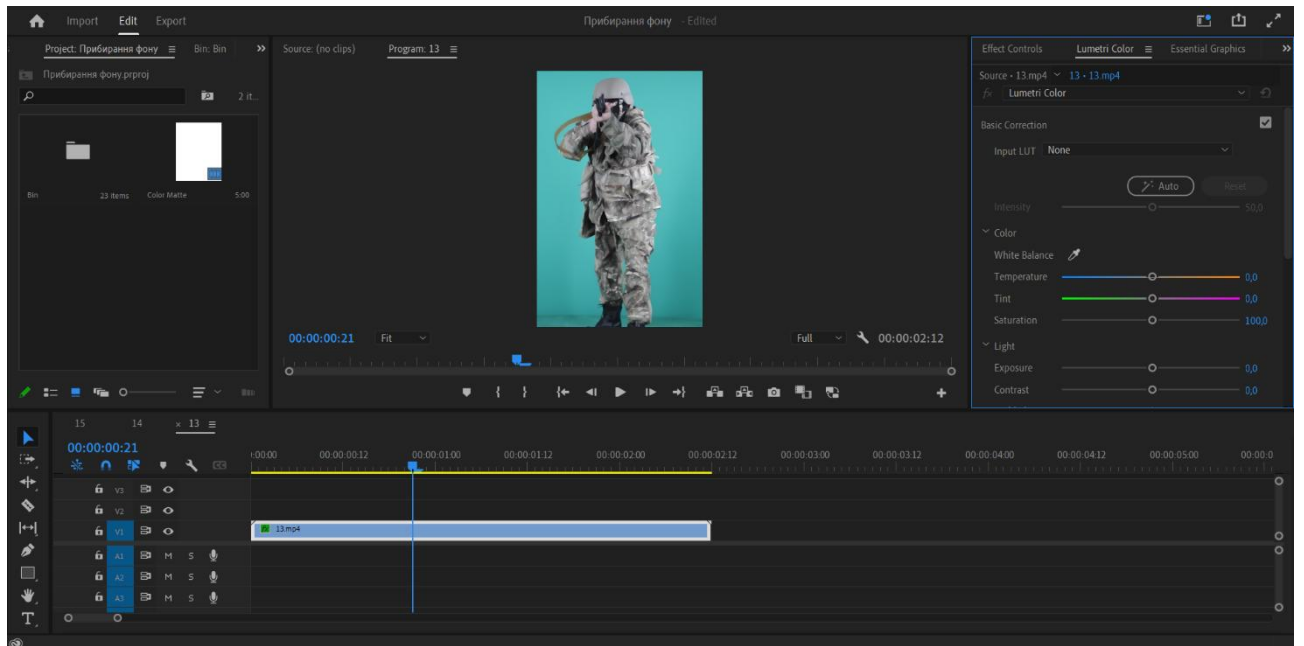 Import Edit Export Прибирання фону - Edited
Project: Прибирання фону Bin: Bin
Прибирання фону.prproj
2 it...
Bin 23 items Color Matte 5:00
Source: (no clips) Program: 13
00:00:00:21 Fit Full 00:00:02:12
Effect Controls Lumetri Color Essential Graphics
Source • 13.mp4 13 • 13.mp4
fx Lumetri Color
Basic Correction
Input LUT None
Auto Reset
Intensity 50,0
Color
White Balance
Temperature 0,0
Tint 0,0
Saturation 100,0
Light
Exposure 0,0
Contrast 0,0
15 14 × 13
00:00:00:21
:00:00 00:00:00:12 00:00:01:00 00:00:01:12 00:00:02:00 00:00:02:12 00:00:03:00 00:00:03:12 00:00:04:00 00:00:04:12 00:00:05:00 00:00:0
V3
V2
V1 13.mp4
A1 M S
A2 M S
A3 M S